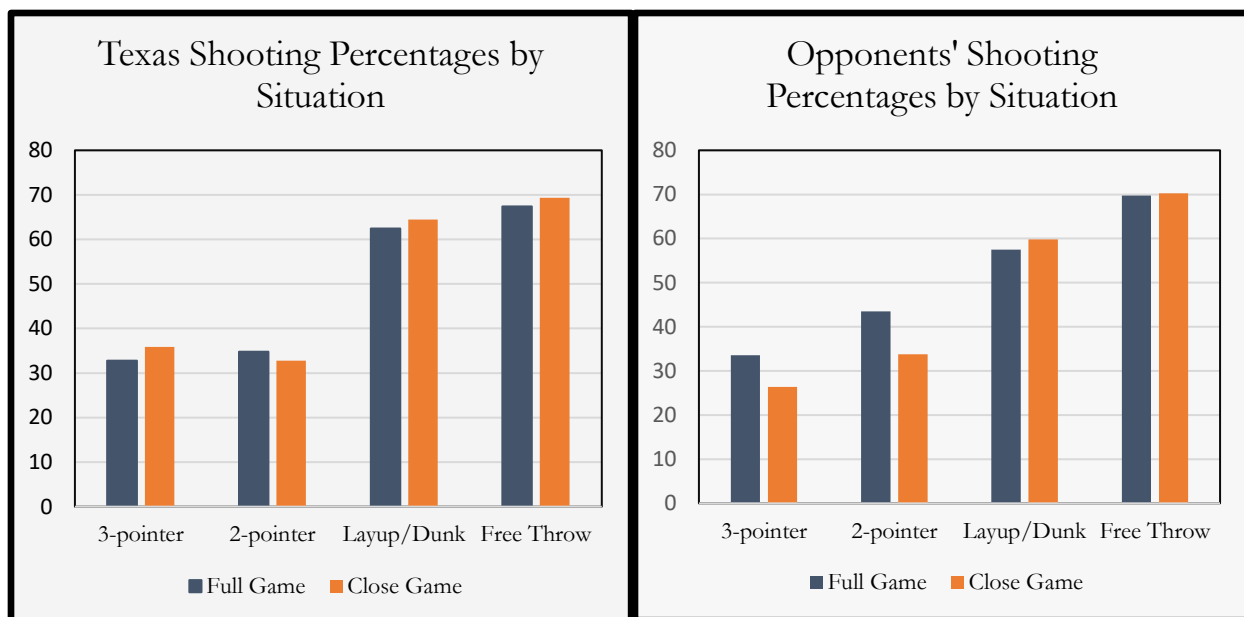 Texas Shooting Percentages by
Situation
80
70
60
50
40
30
20
10
0
3-pointer 2-pointer Layup/Dunk Free Throw
Full Game Close Game
Opponents' Shooting
Percentages by Situation
80
70
60
50
40
30
20
10
0
3-pointer 2-pointer Layup/Dunk Free Throw
Full Game Close Game